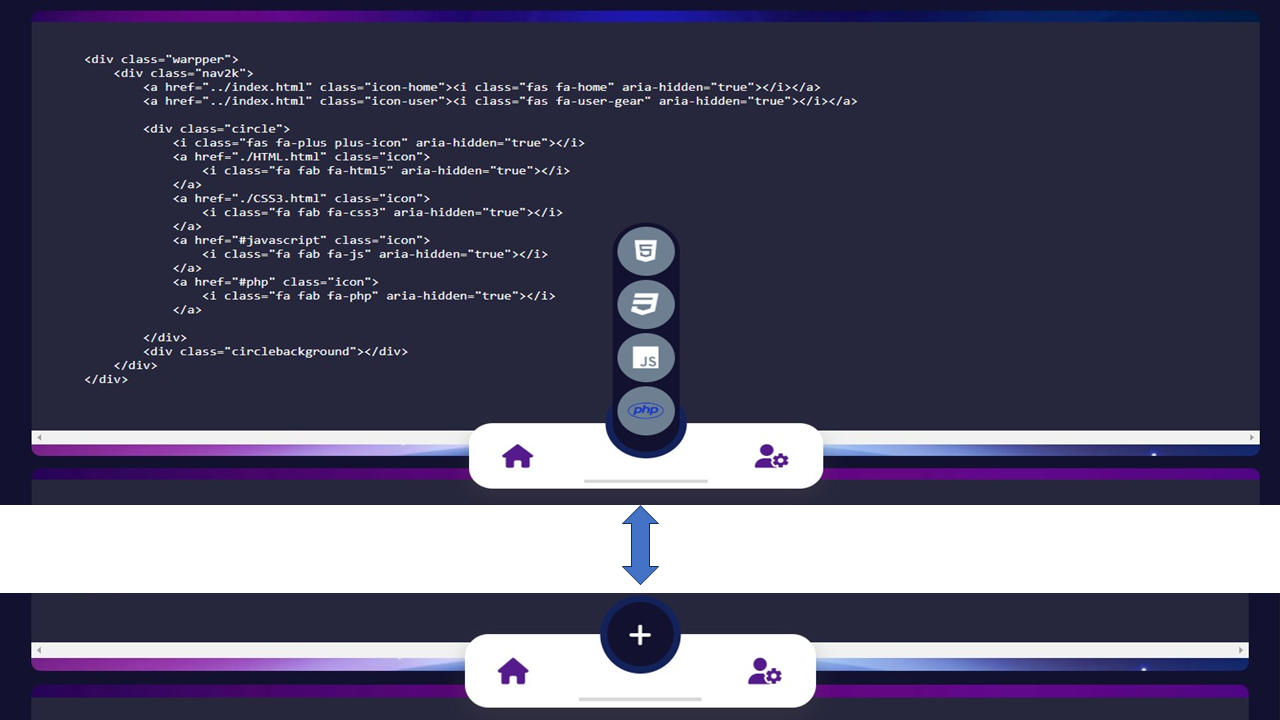 <div class="warpper">
<div class="nav2k">
<a href="../index.html" class="icon-home"><i class="fas fa-home" aria-hidden="true"></i></a>
<a href="../index.html" class="icon-user"><i class="fas fa-user-gear" aria-hidden="true"></i></a>
<div class="circle">
<i class="fas fa-plus plus-icon" aria-hidden="true"></i>
<a href="./HTML.html" class="icon">
<i class="fa fab fa-html5" aria-hidden="true"></i>
</a>
<a href="./CSS3.html" class="icon">
<i class="fa fab fa-css3" aria-hidden="true"></i>
</a>
<a href="#javascript" class="icon">
<i class="fa fab fa-js" aria-hidden="true"></i>
</a>
<a href="#php" class="icon">
<i class="fa fab fa-php" aria-hidden="true"></i>
</a>
</div>
<div class="circlebackground"></div>
</div>
</div>
5
JS
php